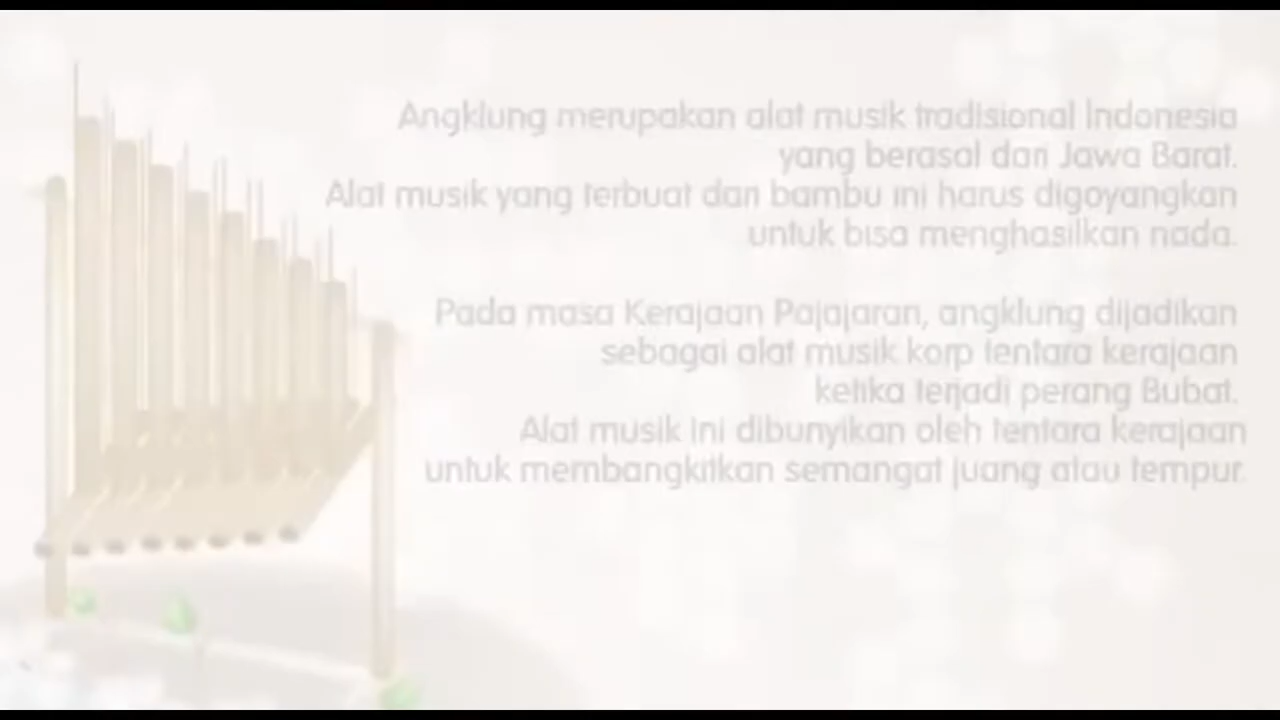 Angklung merupakan alat musik tradisional Indonesia
yang berasal dari Jawa Barat.
Alat musik yang terbuat dari bambu ini harus digoyangkan
untuk bisa menghasilkan nada.
Pada masa Kerajaan Pajajaran, angklung dijadikan
sebagai alat musik korp tentara kerajaan
ketika terjadi perang Bubat.
Alat musik ini dibunyikan oleh tentara kerajaan
untuk membangkitkan semangat juang atau tempur.